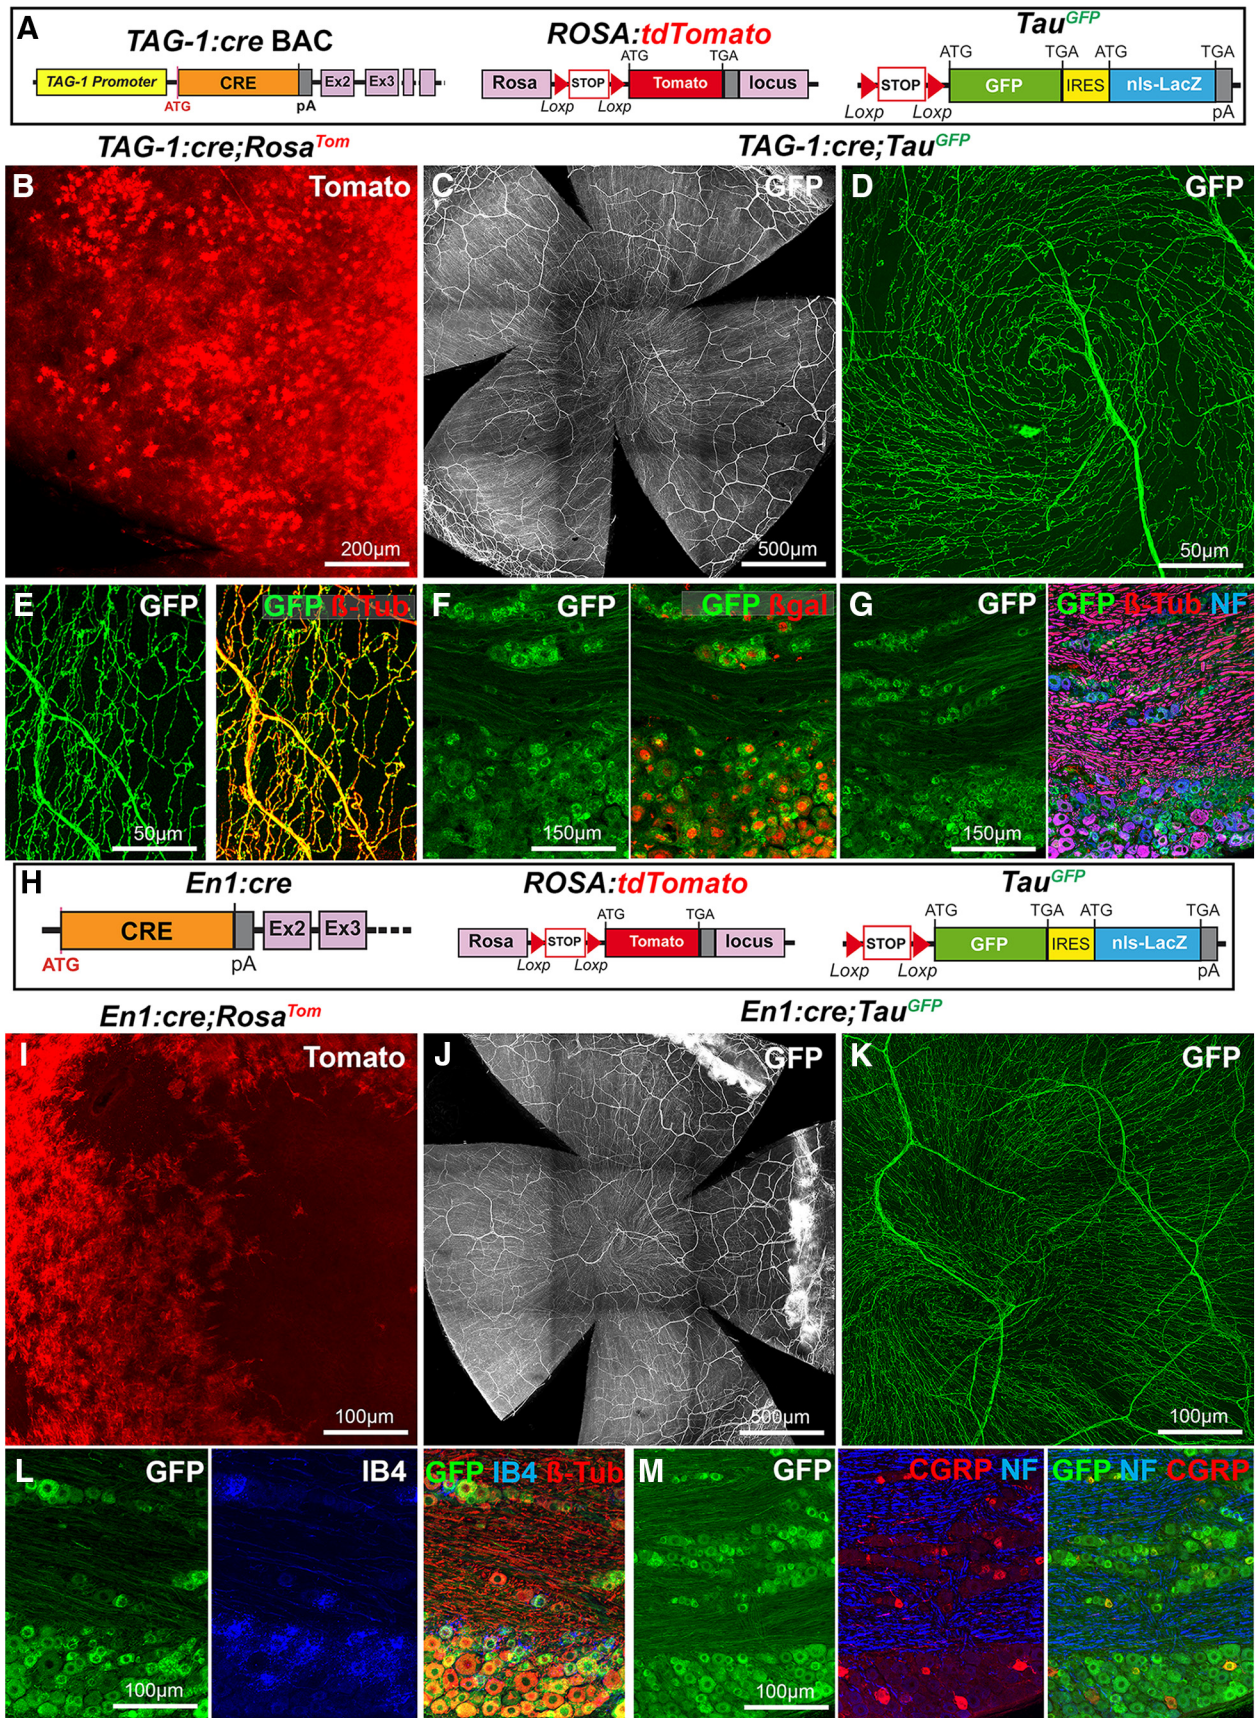 A
TAG-1:cre BAC
ROSA:tdTomato
Tau^GFP
TAG-1 Promoter CRE Ex2 Ex3
ATG pA
ATG TGA
Rosa STOP Tomato locus
Loxp Loxp
ATG TGA ATG TGA
STOP GFP IRES nls-LacZ
Loxp Loxp pA
TAG-1:cre;Rosa^Tom
TAG-1:cre;Tau^GFP
B Tomato
200µm
C GFP
500µm
D GFP
50µm
E GFP
50µm
GFP ß-Tub
F GFP
150µm
GFP ßgal
G GFP
150µm
GFP ß-Tub NF
H
En1:cre
ROSA:tdTomato
Tau^GFP
CRE Ex2 Ex3
ATG pA
ATG TGA
Rosa STOP Tomato locus
Loxp Loxp
ATG TGA ATG TGA
STOP GFP IRES nls-LacZ
Loxp Loxp pA
En1:cre;Rosa^Tom
En1:cre;Tau^GFP
I Tomato
100µm
J GFP
500µm
K GFP
100µm
L GFP
100µm
IB4
GFP IB4 ß-Tub
M GFP
100µm
CGRP NF
GFP NF CGRP